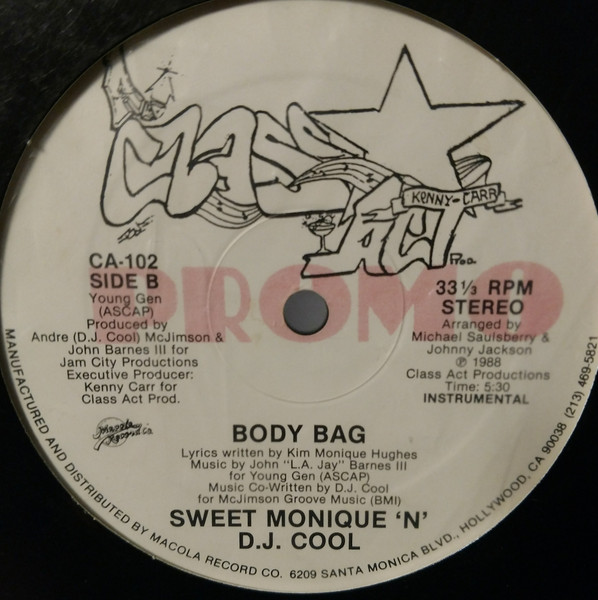 CLASS
KENNY-CARR
ACT
Prod.
PROMO
CA-102
SIDE B
Young Gen
(ASCAP)
Produced by
Andre (D.J. Cool) McJimson &
John Barnes III for
Jam City Productions
Executive Producer:
Kenny Carr for
Class Act Prod.
33 1/3 RPM
STEREO
Arranged by
Michael Saulsberry &
Johnny Jackson
℗ 1988
Class Act Productions
Time: 5:30
INSTRUMENTAL
Macola
Record Co.
BODY BAG
Lyrics written by Kim Monique Hughes
Music by John "L.A. Jay" Barnes III
for Young Gen (ASCAP)
Music Co-Written by D.J. Cool
for McJimson Groove Music (BMI)
SWEET MONIQUE 'N'
D.J. COOL
MANUFACTURED AND DISTRIBUTED BY MACOLA RECORD CO. 6209 SANTA MONICA BLVD., HOLLYWOOD, CA 90038 (213) 469-5821